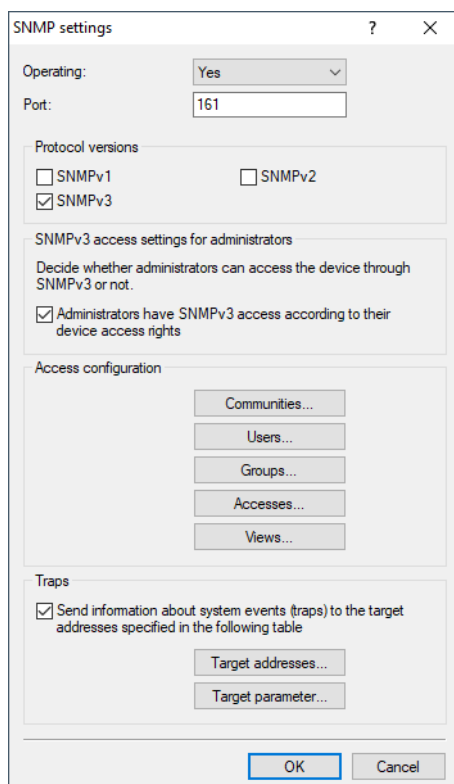 SNMP settings
Operating: Yes
Port: 161
Protocol versions
SNMPv1 SNMPv2
SNMPv3
SNMPv3 access settings for administrators
Decide whether administrators can access the device through
SNMPv3 or not.
Administrators have SNMPv3 access according to their
device access rights
Access configuration
Communities...
Users...
Groups...
Accesses...
Views...
Traps
Send information about system events (traps) to the target
addresses specified in the following table
Target addresses...
Target parameter...
OK Cancel